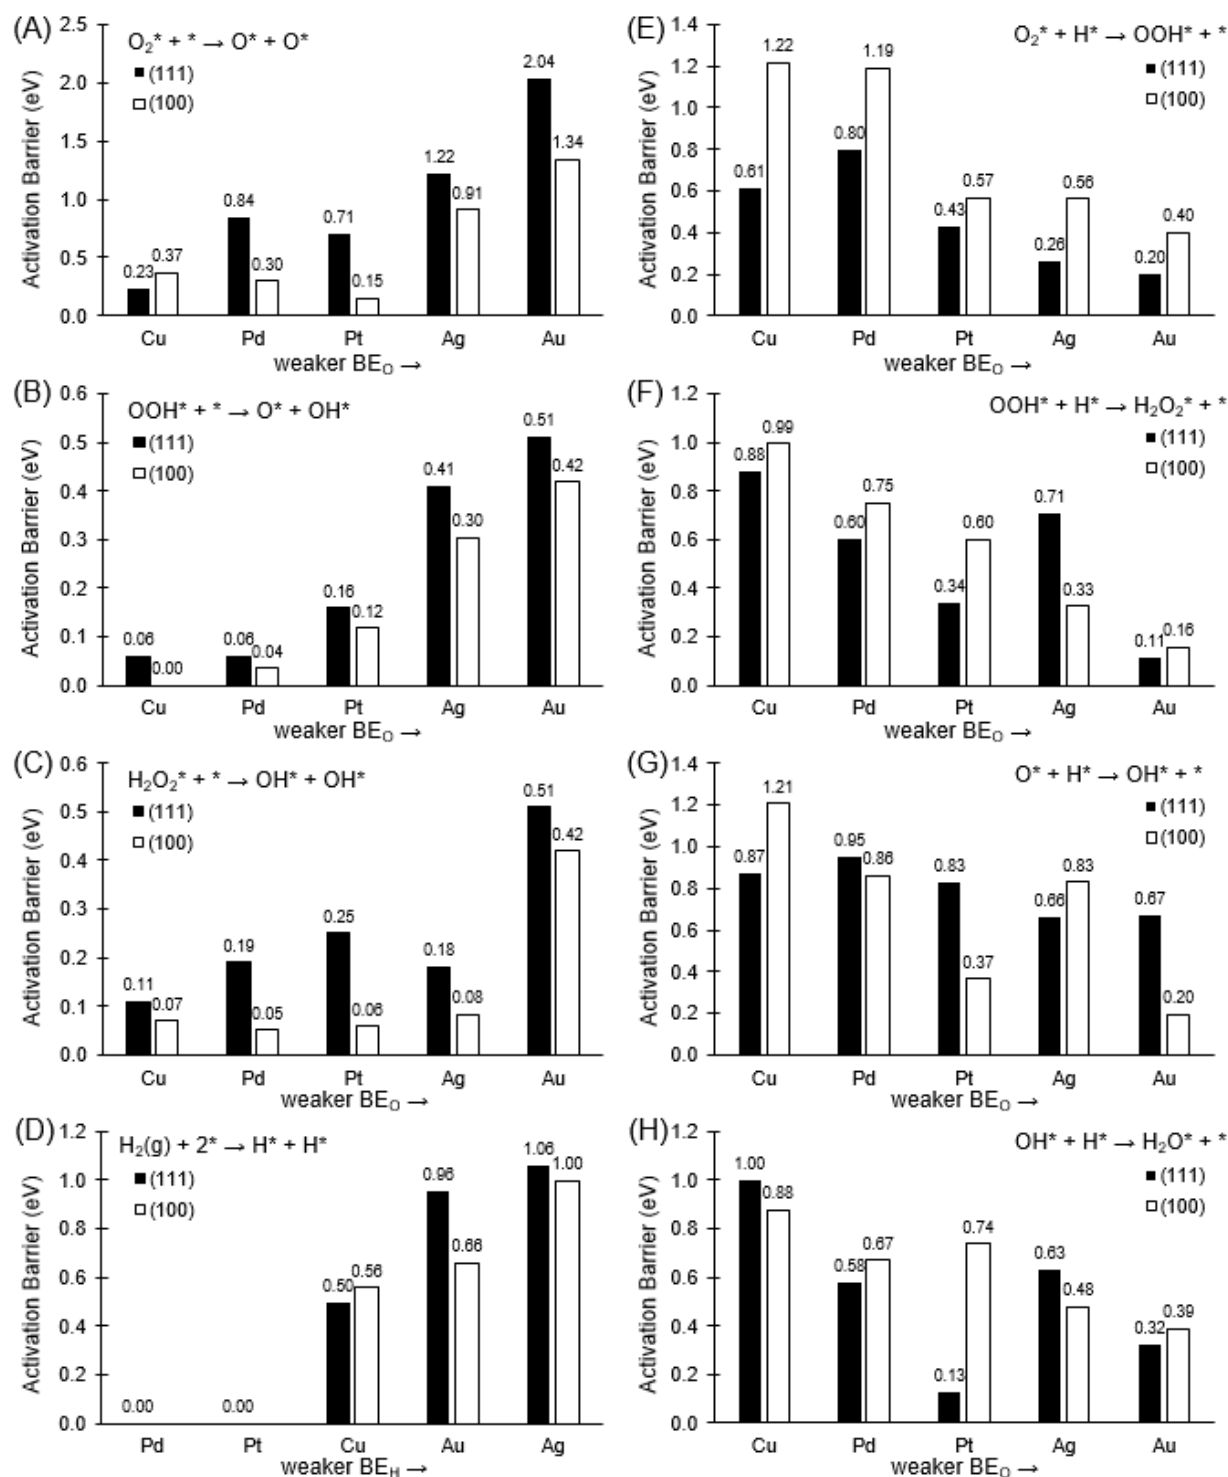 (A)
O₂* + * → O* + O*
(111)
(100)
Activation Barrier (eV)
2.5
2.0
1.5
1.0
0.5
0.0
0.23 0.37
0.84 0.30
0.71 0.15
1.22 0.91
2.04 1.34
Cu Pd Pt Ag Au
weaker BEO →
(B)
OOH* + * → O* + OH*
(111)
(100)
Activation Barrier (eV)
0.6
0.5
0.4
0.3
0.2
0.1
0.0
0.06 0.00
0.06 0.04
0.16 0.12
0.41 0.30
0.51 0.42
Cu Pd Pt Ag Au
weaker BEO →
(C)
H₂O₂* + * → OH* + OH*
(111)
(100)
Activation Barrier (eV)
0.6
0.5
0.4
0.3
0.2
0.1
0.0
0.11 0.07
0.19 0.05
0.25 0.06
0.18 0.08
0.51 0.42
Cu Pd Pt Ag Au
weaker BEO →
(D)
H₂(g) + 2* → H* + H*
(111)
(100)
Activation Barrier (eV)
1.2
1.0
0.8
0.6
0.4
0.2
0.0
0.00
0.00
0.50 0.56
0.96 0.66
1.06 1.00
Pd Pt Cu Au Ag
weaker BEH →
(E)
O₂* + H* → OOH* + *
(111)
(100)
Activation Barrier (eV)
1.4
1.2
1.0
0.8
0.6
0.4
0.2
0.0
0.61 1.22
0.80 1.19
0.43 0.57
0.26 0.56
0.20 0.40
Cu Pd Pt Ag Au
weaker BEO →
(F)
OOH* + H* → H₂O₂* + *
(111)
(100)
Activation Barrier (eV)
1.2
1.0
0.8
0.6
0.4
0.2
0.0
0.88 0.99
0.60 0.75
0.34 0.60
0.71 0.33
0.11 0.16
Cu Pd Pt Ag Au
weaker BEO →
(G)
O* + H* → OH* + *
(111)
(100)
Activation Barrier (eV)
1.4
1.2
1.0
0.8
0.6
0.4
0.2
0.0
0.87 1.21
0.95 0.86
0.83 0.37
0.66 0.83
0.67 0.20
Cu Pd Pt Ag Au
weaker BEO →
(H)
OH* + H* → H₂O* + *
(111)
(100)
Activation Barrier (eV)
1.2
1.0
0.8
0.6
0.4
0.2
0.0
1.00 0.88
0.58 0.67
0.13 0.74
0.63 0.48
0.32 0.39
Cu Pd Pt Ag Au
weaker BEO →